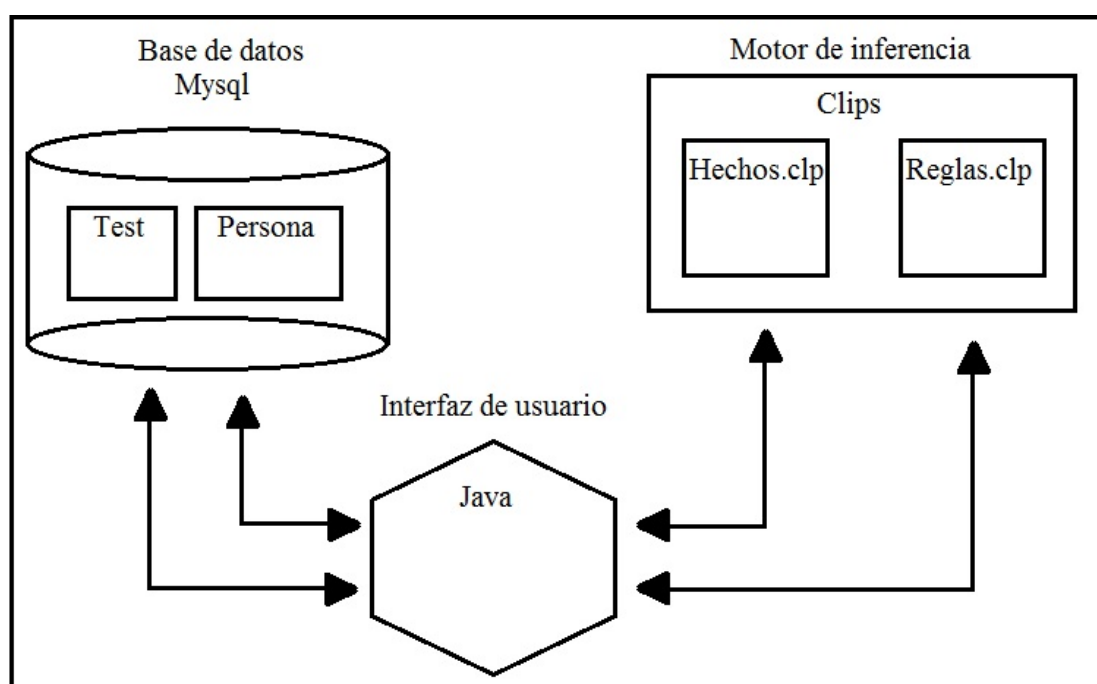 Base de datos
Mysql
Test
Persona
Motor de inferencia
Clips
Hechos.clp
Reglas.clp
Interfaz de usuario
Java